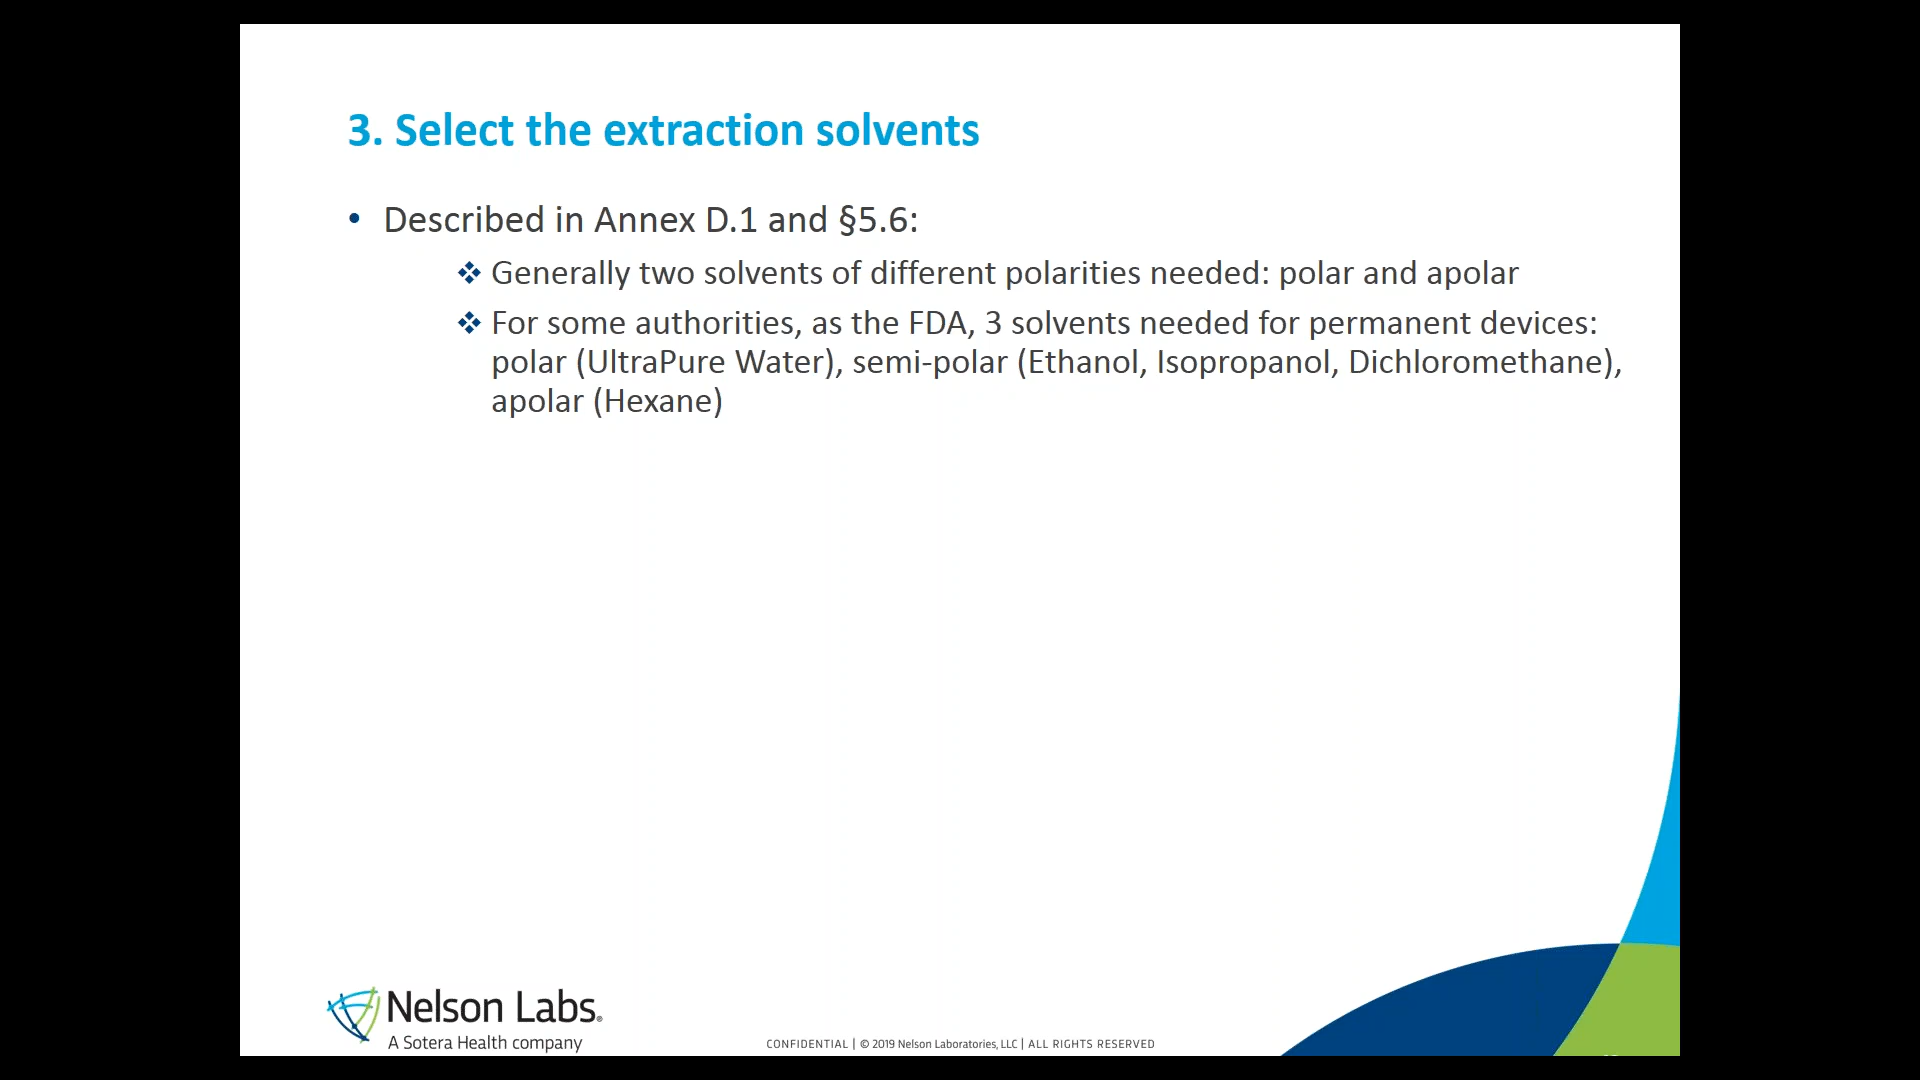 3. Select the extraction solvents
• Described in Annex D.1 and §5.6:
❖ Generally two solvents of different polarities needed: polar and apolar
❖ For some authorities, as the FDA, 3 solvents needed for permanent devices:
polar (UltraPure Water), semi-polar (Ethanol, Isopropanol, Dichloromethane),
apolar (Hexane)
Nelson Labs®
A Sotera Health company
CONFIDENTIAL | © 2019 Nelson Laboratories, LLC | ALL RIGHTS RESERVED